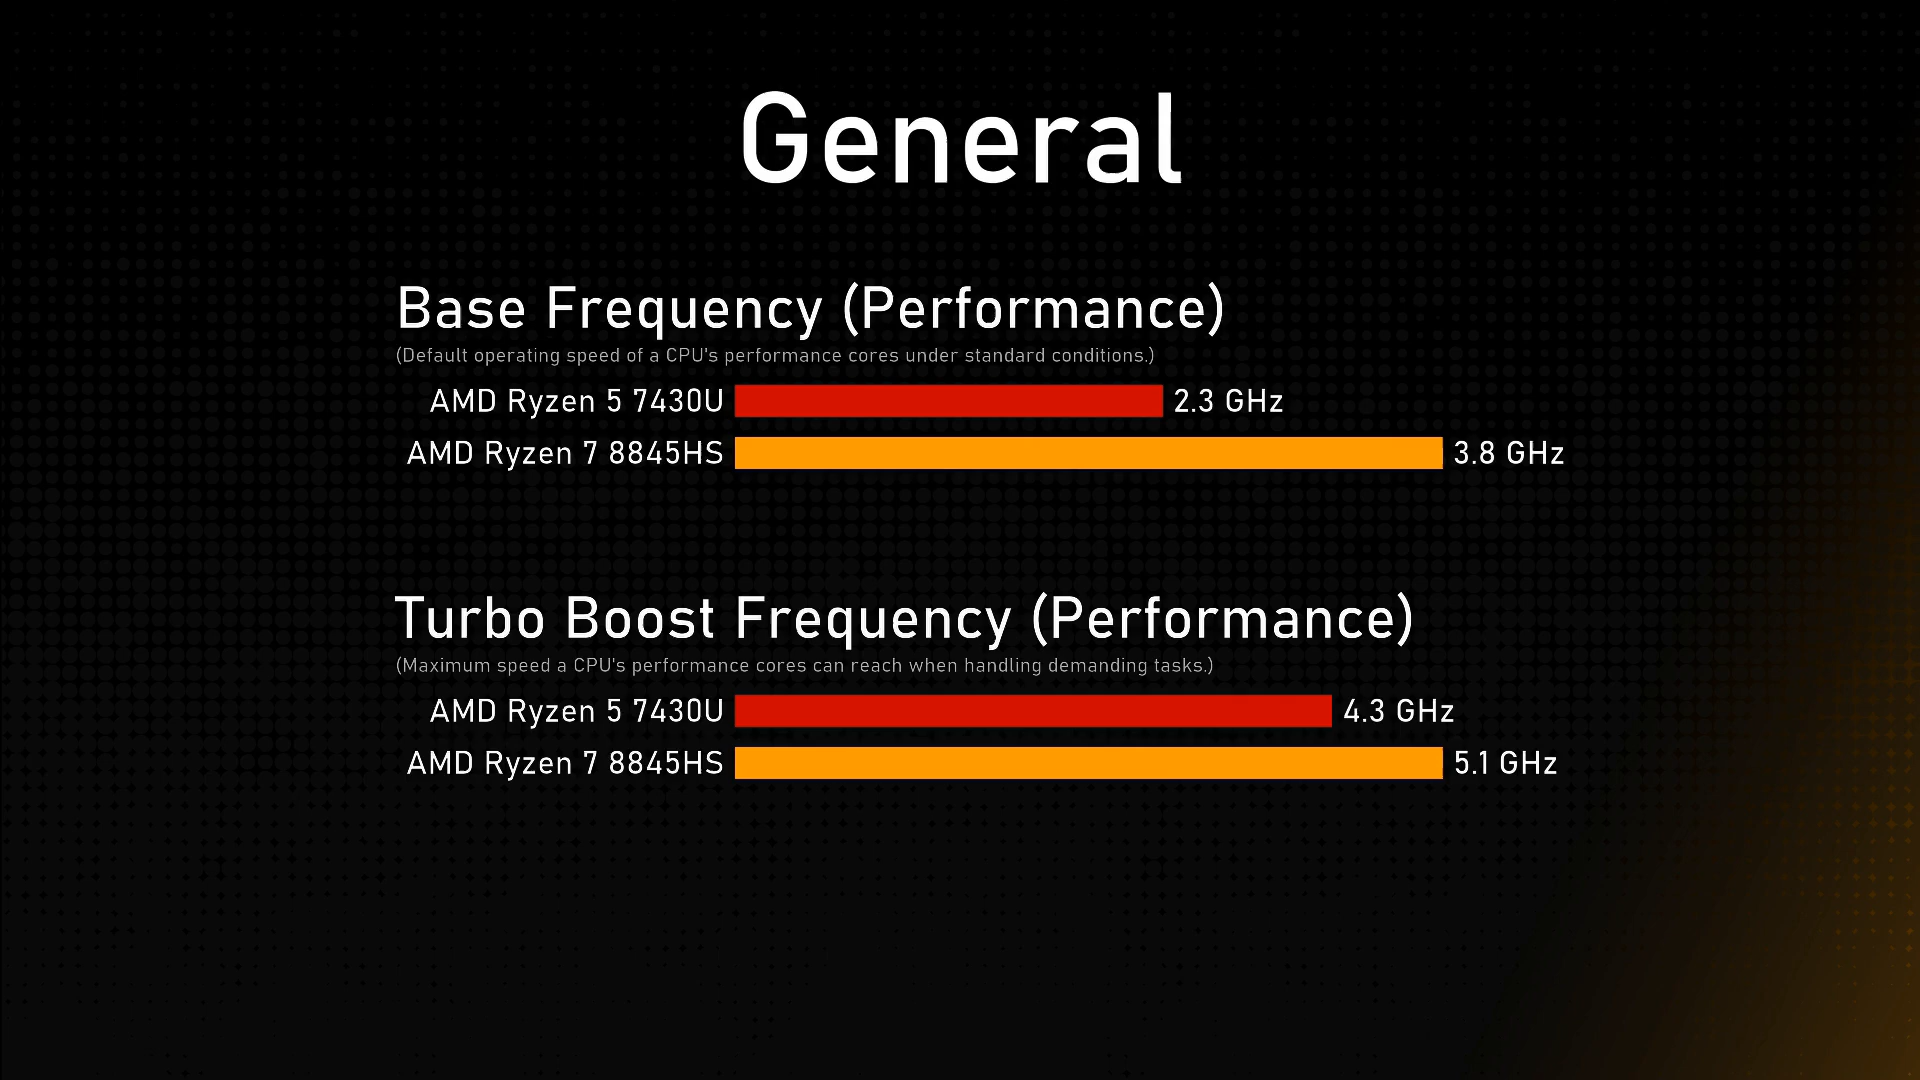 General
Base Frequency (Performance)
(Default operating speed of a CPU's performance cores under standard conditions.)
AMD Ryzen 5 7430U 2.3 GHz
AMD Ryzen 7 8845HS 3.8 GHz
Turbo Boost Frequency (Performance)
(Maximum speed a CPU's performance cores can reach when handling demanding tasks.)
AMD Ryzen 5 7430U 4.3 GHz
AMD Ryzen 7 8845HS 5.1 GHz